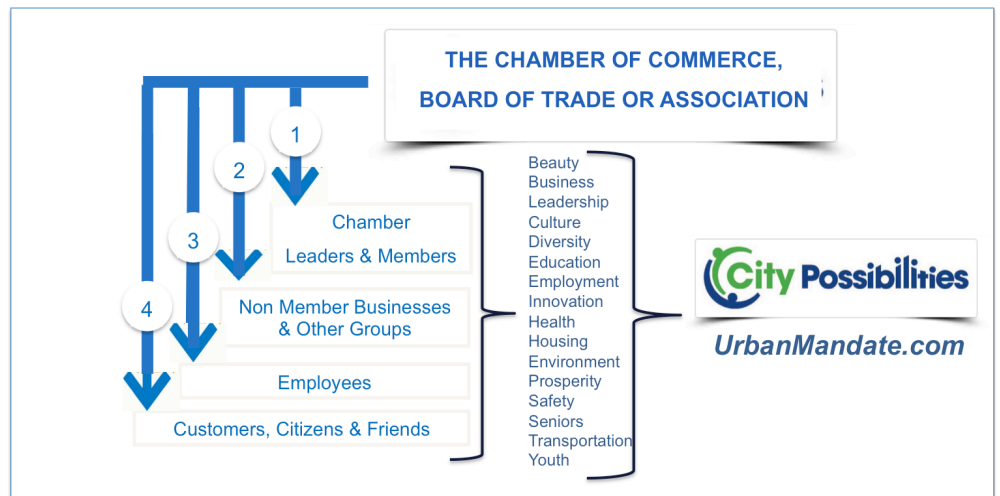 THE CHAMBER OF COMMERCE,
BOARD OF TRADE OR ASSOCIATION
1
2
3
4
Chamber
Leaders & Members
Non Member Businesses
& Other Groups
Employees
Customers, Citizens & Friends
Beauty
Business
Leadership
Culture
Diversity
Education
Employment
Innovation
Health
Housing
Environment
Prosperity
Safety
Seniors
Transportation
Youth
City Possibilities
UrbanMandate.com